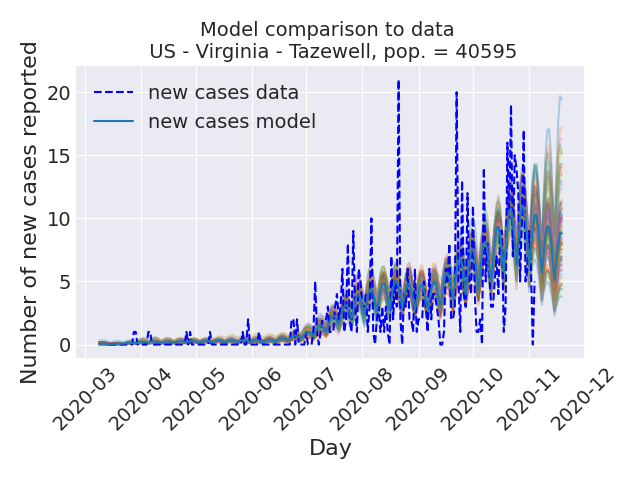 Model comparison to data
US - Virginia - Tazewell, pop. = 40595
Number of new cases reported
20
15
10
5
0
new cases data
new cases model
2020-03
2020-04
2020-05
2020-06
2020-07
2020-08
2020-09
2020-10
2020-11
2020-12
Day